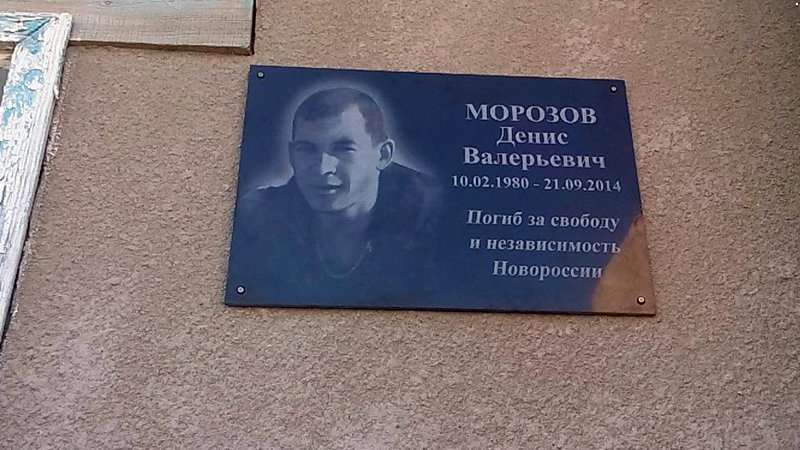 МОРОЗОВ
Денис
Валерьевич
10.02.1980 - 21.09.2014
Погиб за свободу
и независимость
Новороссии